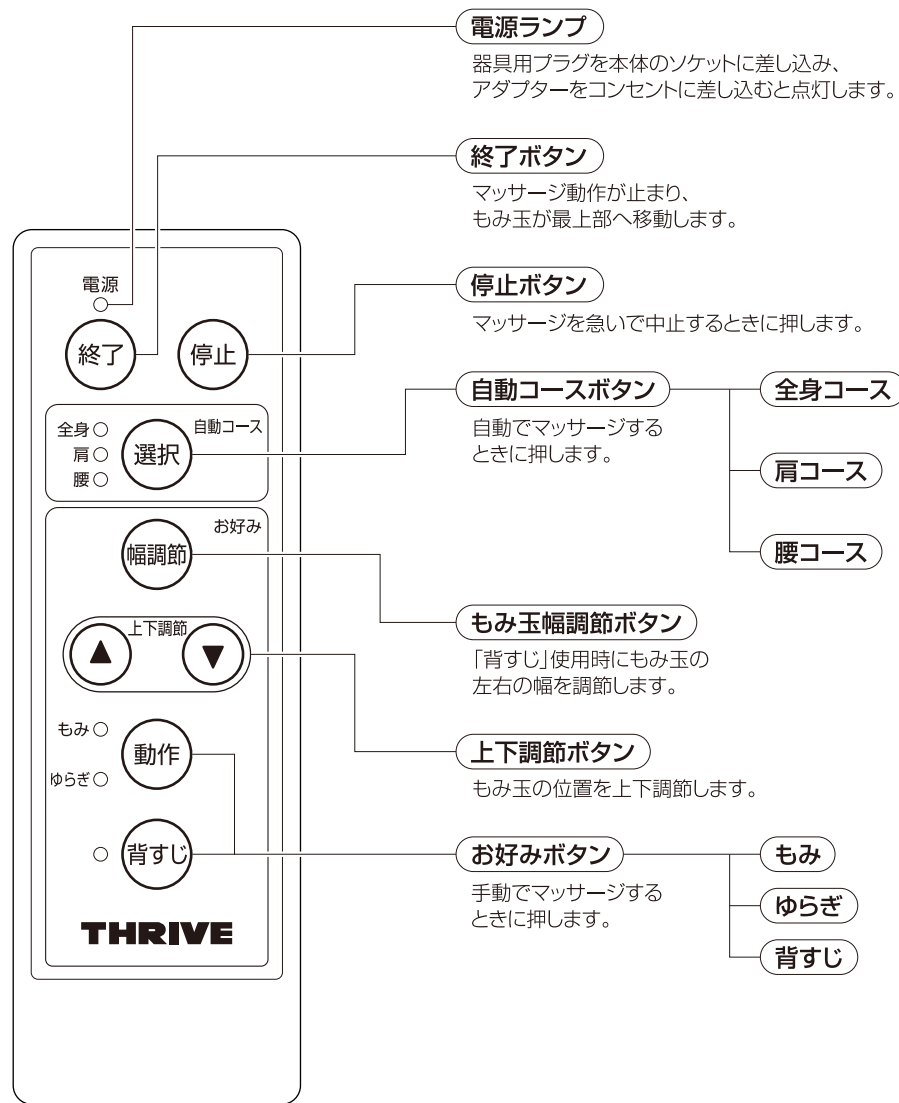 電源ランプ
器具用プラグを本体のソケットに差し込み、
アダプターをコンセントに差し込むと点灯します。
終了ボタン
マッサージ動作が止まり、
もみ玉が最上部へ移動します。
停止ボタン
マッサージを急いで中止するときに押します。
自動コースボタン
自動でマッサージする
ときに押します。
全身コース
肩コース
腰コース
もみ玉幅調節ボタン
「背すじ」使用時にもみ玉の
左右の幅を調節します。
上下調節ボタン
もみ玉の位置を上下調節します。
お好みボタン
手動でマッサージする
ときに押します。
もみ
ゆらぎ
背すじ
電源
終了
停止
自動コース
全身
肩
腰
選択
お好み
幅調節
上下調節
▲ ▼
もみ
ゆらぎ
動作
背すじ
THRIVE